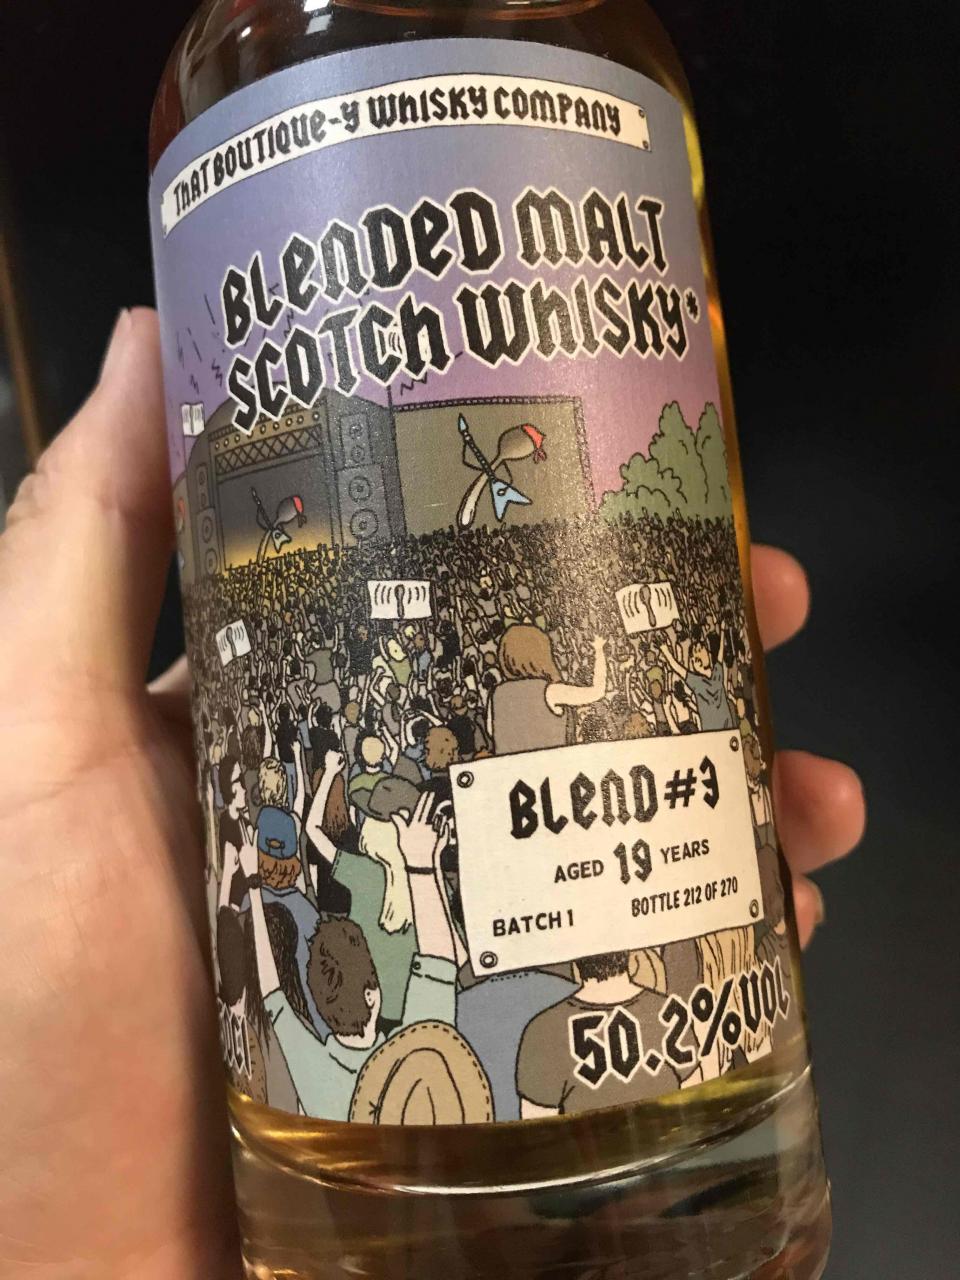 ThAT BOUTIQUE-Y WhISKY COMPANY
BLenDeD MALT
SCOTCh WhISKY*
BLenD #3
AGED 19 YEARS
BATCH 1 BOTTLE 212 OF 270
50.2%VOL